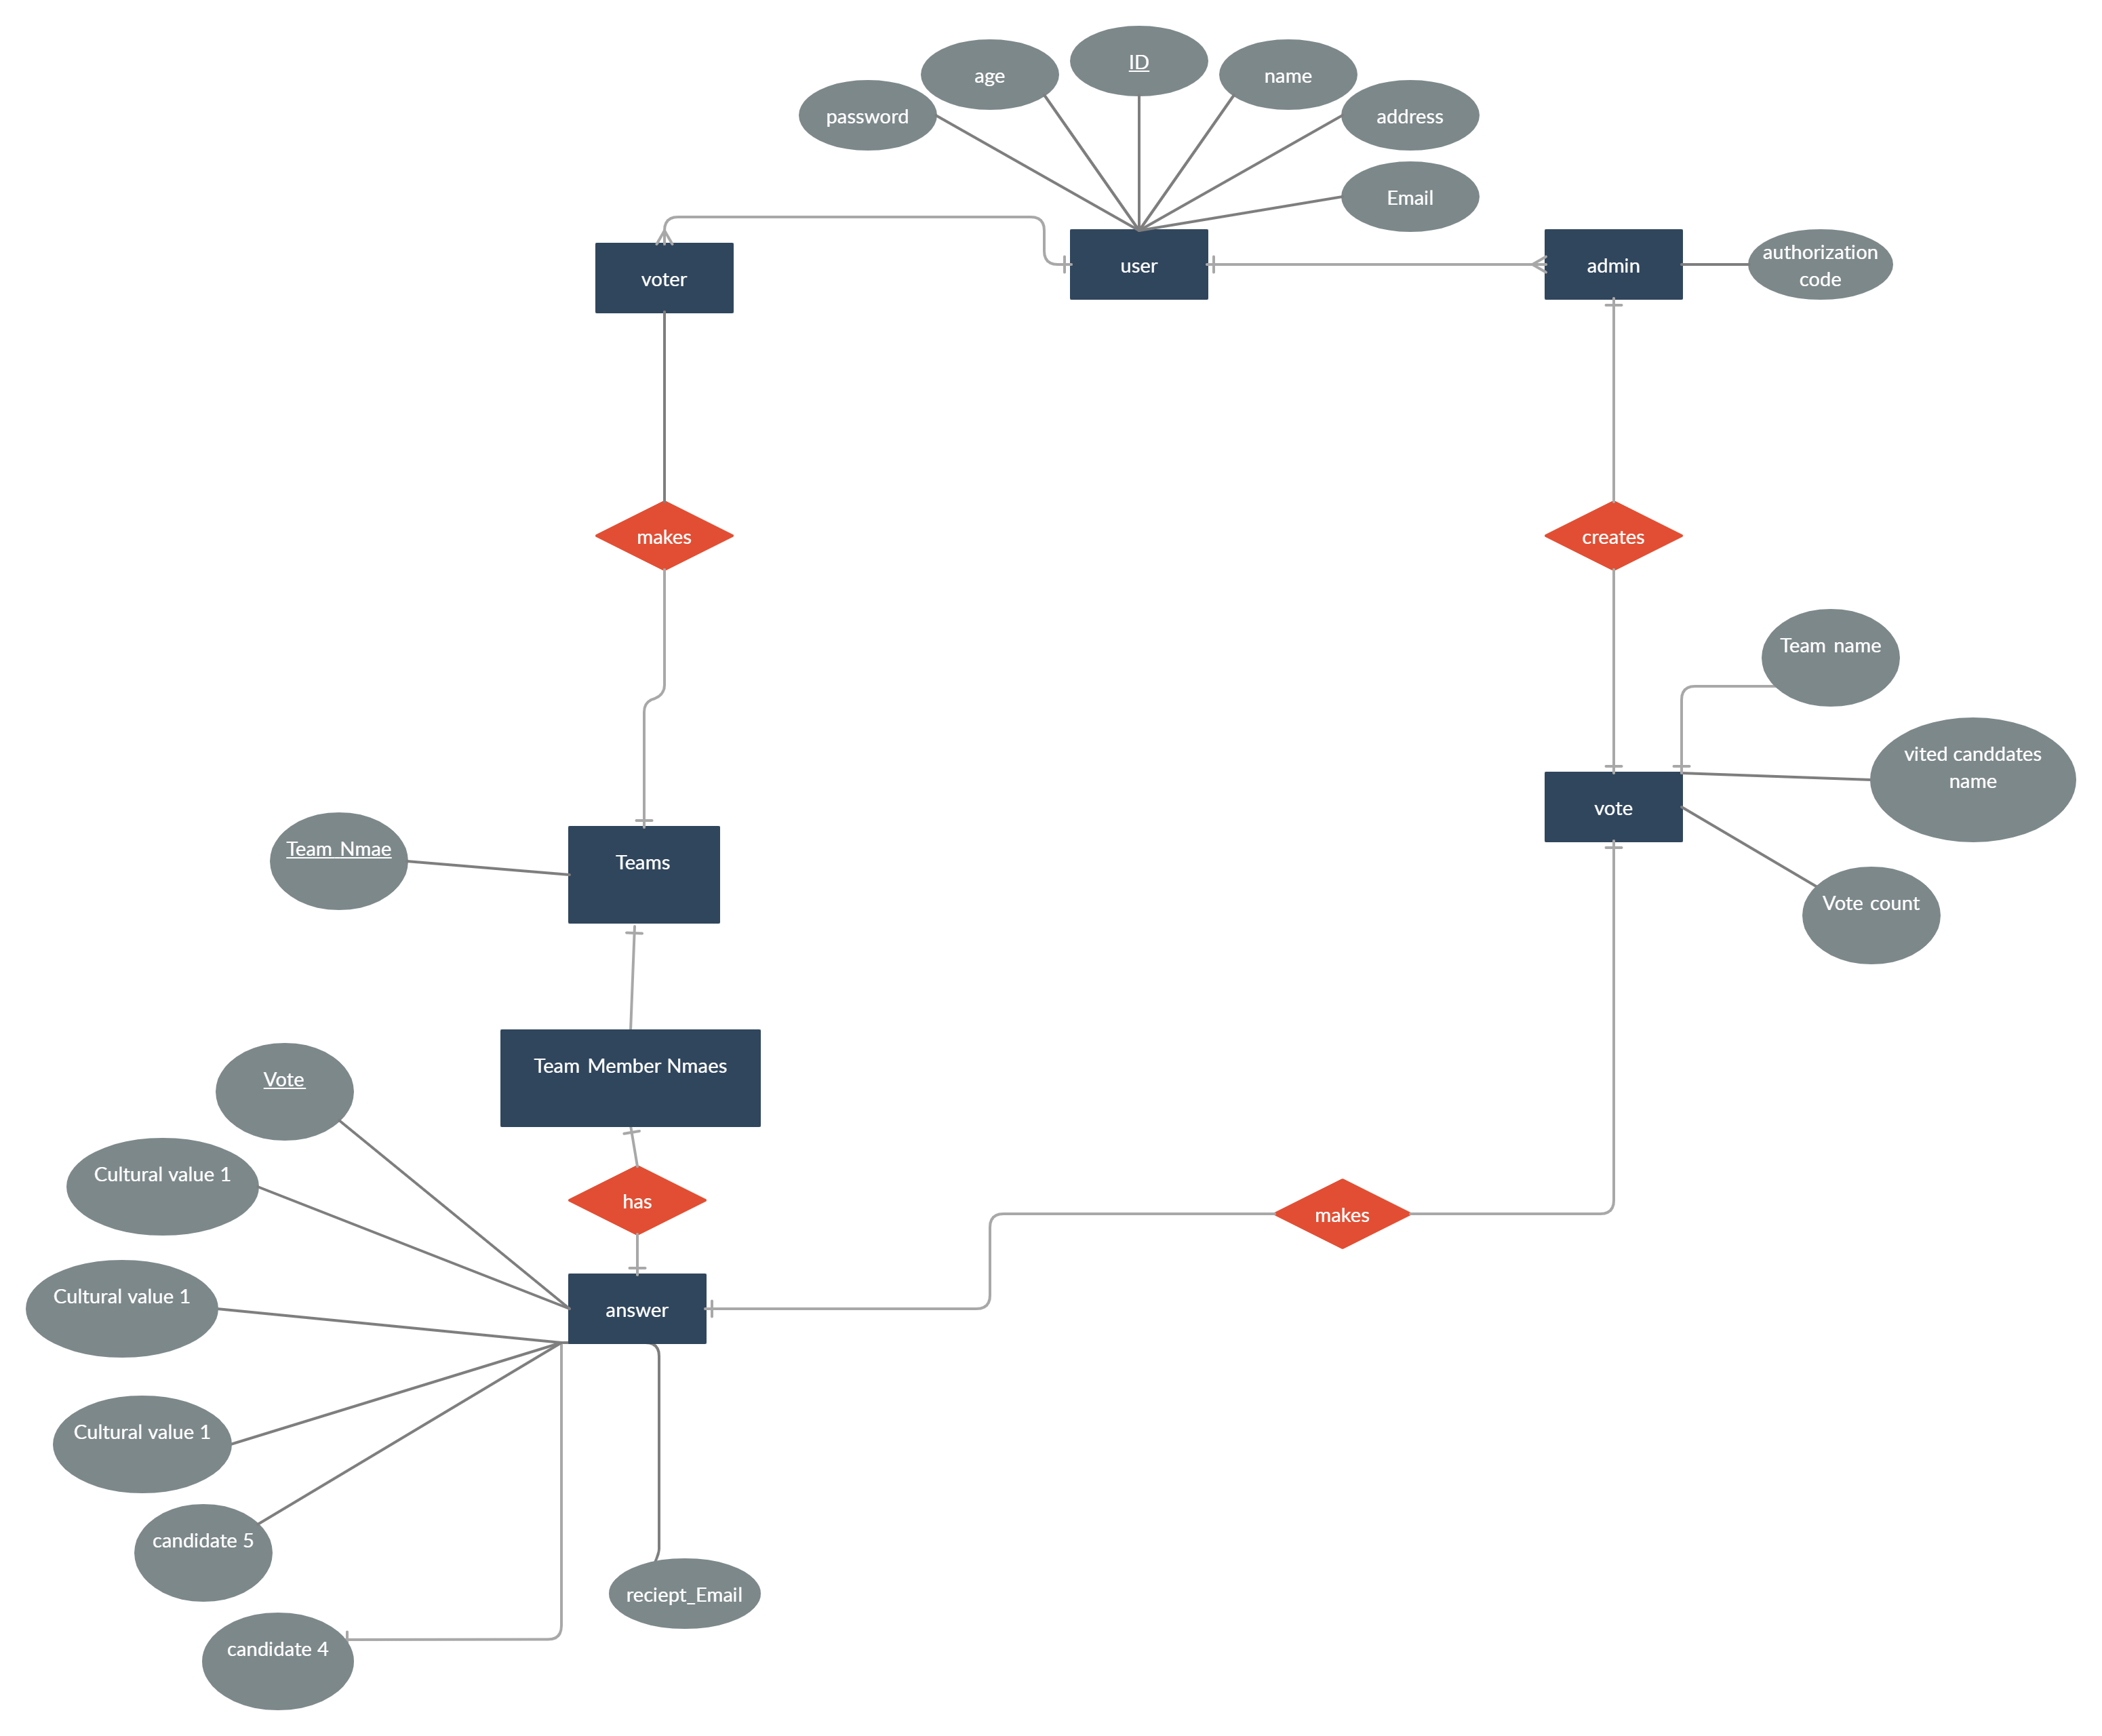 ID
age
name
password
address
Email
voter
user
admin
authorization
code
makes
creates
Team name
vited canddates
name
vote
Teams
Team Nmae
Vote count
Team Member Nmaes
Vote
Cultural value 1
has
makes
Cultural value 1
answer
Cultural value 1
candidate 5
reciept_Email
candidate 4